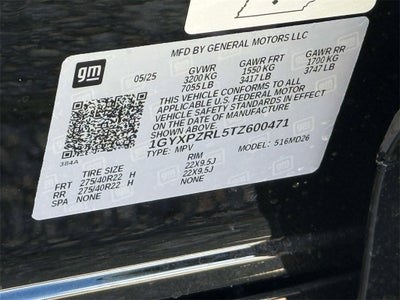 gm
MFD BY GENERAL MOTORS LLC
05/25
GVWR GAWR FRT GAWR RR
3200 KG 1550 KG 1700 KG
7055 LB 3417 LB 3747 LB
THIS VEHICLE CONFORMS TO ALL
APPLICABLE U.S. FEDERAL MOTOR
VEHICLE SAFETY STANDARDS IN EFFECT
ON THE DATE OF MANUFACTURE
1GYXPZRL5TZ600471
TYPE: MPV MODEL: 516MD26
384A
TIRE SIZE RIM
FRT 275/40R22 H 22X9.5J
RR 275/40R22 H 22X9.5J
SPA NONE NONE